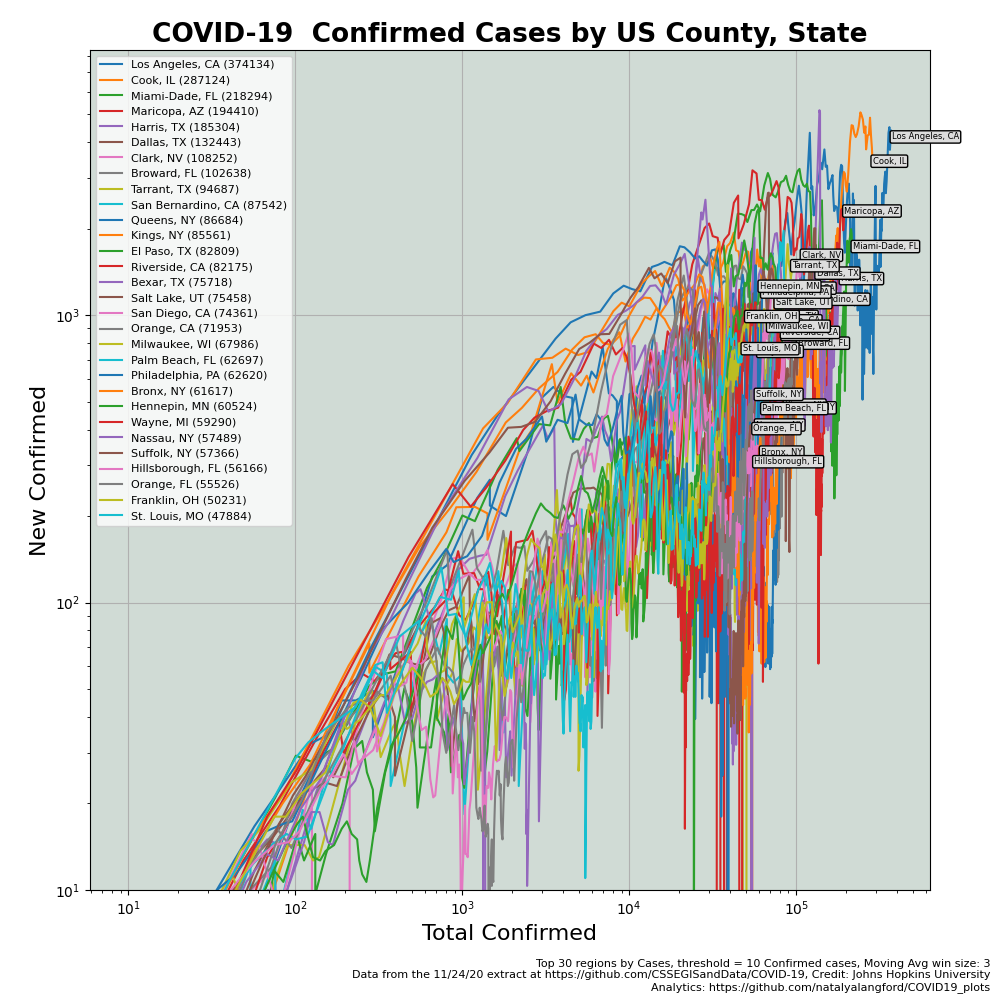 COVID-19  Confirmed Cases by US County, State
Los Angeles, CA (374134)
Cook, IL (287124)
Miami-Dade, FL (218294)
Maricopa, AZ (194410)
Harris, TX (185304)
Dallas, TX (132443)
Clark, NV (108252)
Broward, FL (102638)
Tarrant, TX (94687)
San Bernardino, CA (87542)
Queens, NY (86684)
Kings, NY (85561)
El Paso, TX (82809)
Riverside, CA (82175)
Bexar, TX (75718)
Salt Lake, UT (75458)
San Diego, CA (74361)
Orange, CA (71953)
Milwaukee, WI (67986)
Palm Beach, FL (62697)
Philadelphia, PA (62620)
Bronx, NY (61617)
Hennepin, MN (60524)
Wayne, MI (59290)
Nassau, NY (57489)
Suffolk, NY (57366)
Hillsborough, FL (56166)
Orange, FL (55526)
Franklin, OH (50231)
St. Louis, MO (47884)
Los Angeles, CA
Cook, IL
Maricopa, AZ
Miami-Dade, FL
Clark, NV
Tarrant, TX
Dallas, TX
Hennepin, MN
Salt Lake, UT
Franklin, OH
Milwaukee, WI
Broward, FL
St. Louis, MO
Suffolk, NY
Palm Beach, FL
Orange, FL
Bronx, NY
Hillsborough, FL
New Confirmed
10³
10²
10¹
10¹
10²
10³
10⁴
10⁵
Total Confirmed
Top 30 regions by Cases, threshold = 10 Confirmed cases, Moving Avg win size: 3
Data from the 11/24/20 extract at https://github.com/CSSEGISandData/COVID-19, Credit: Johns Hopkins University
Analytics: https://github.com/natalyalangford/COVID19_plots